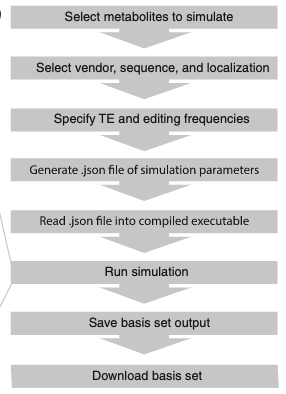 Select metabolites to simulate
Select vendor, sequence, and localization
Specify TE and editing frequencies
Generate .json file of simulation parameters
Read .json file into compiled executable
Run simulation
Save basis set output
Download basis set